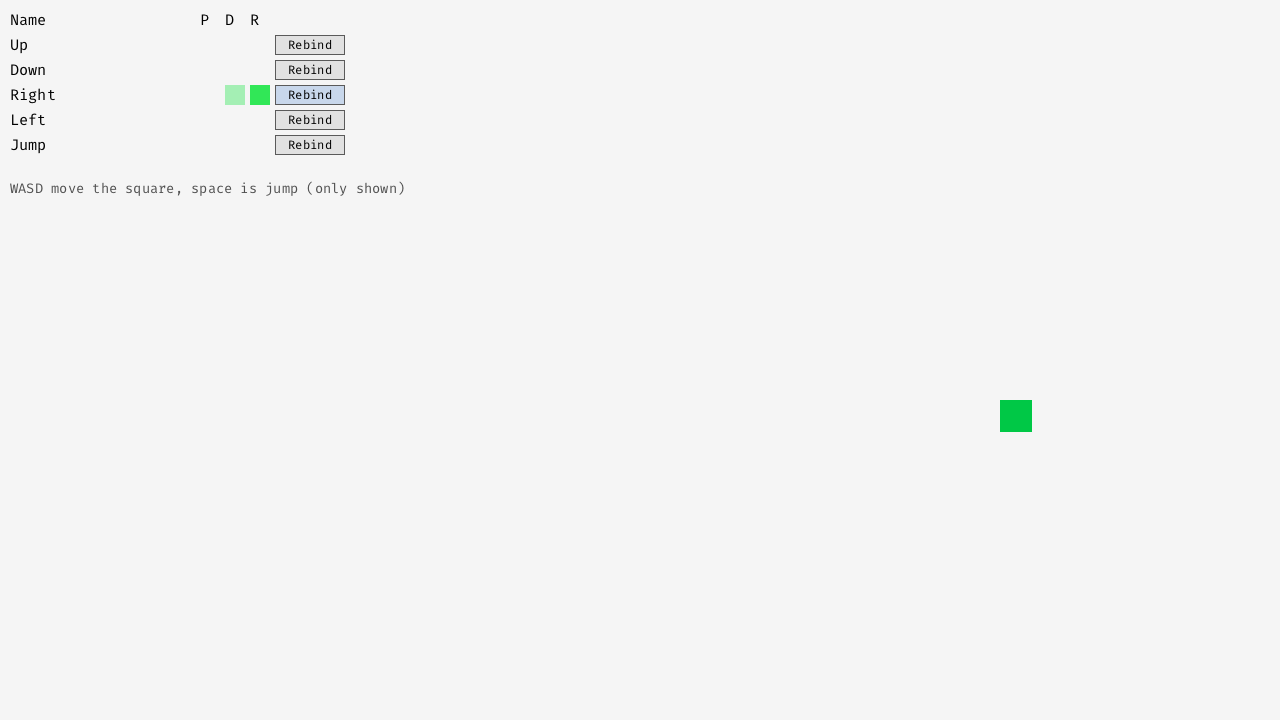 Name P D R
Up Rebind
Down Rebind
Right Rebind
Left Rebind
Jump Rebind
WASD move the square, space is jump (only shown)